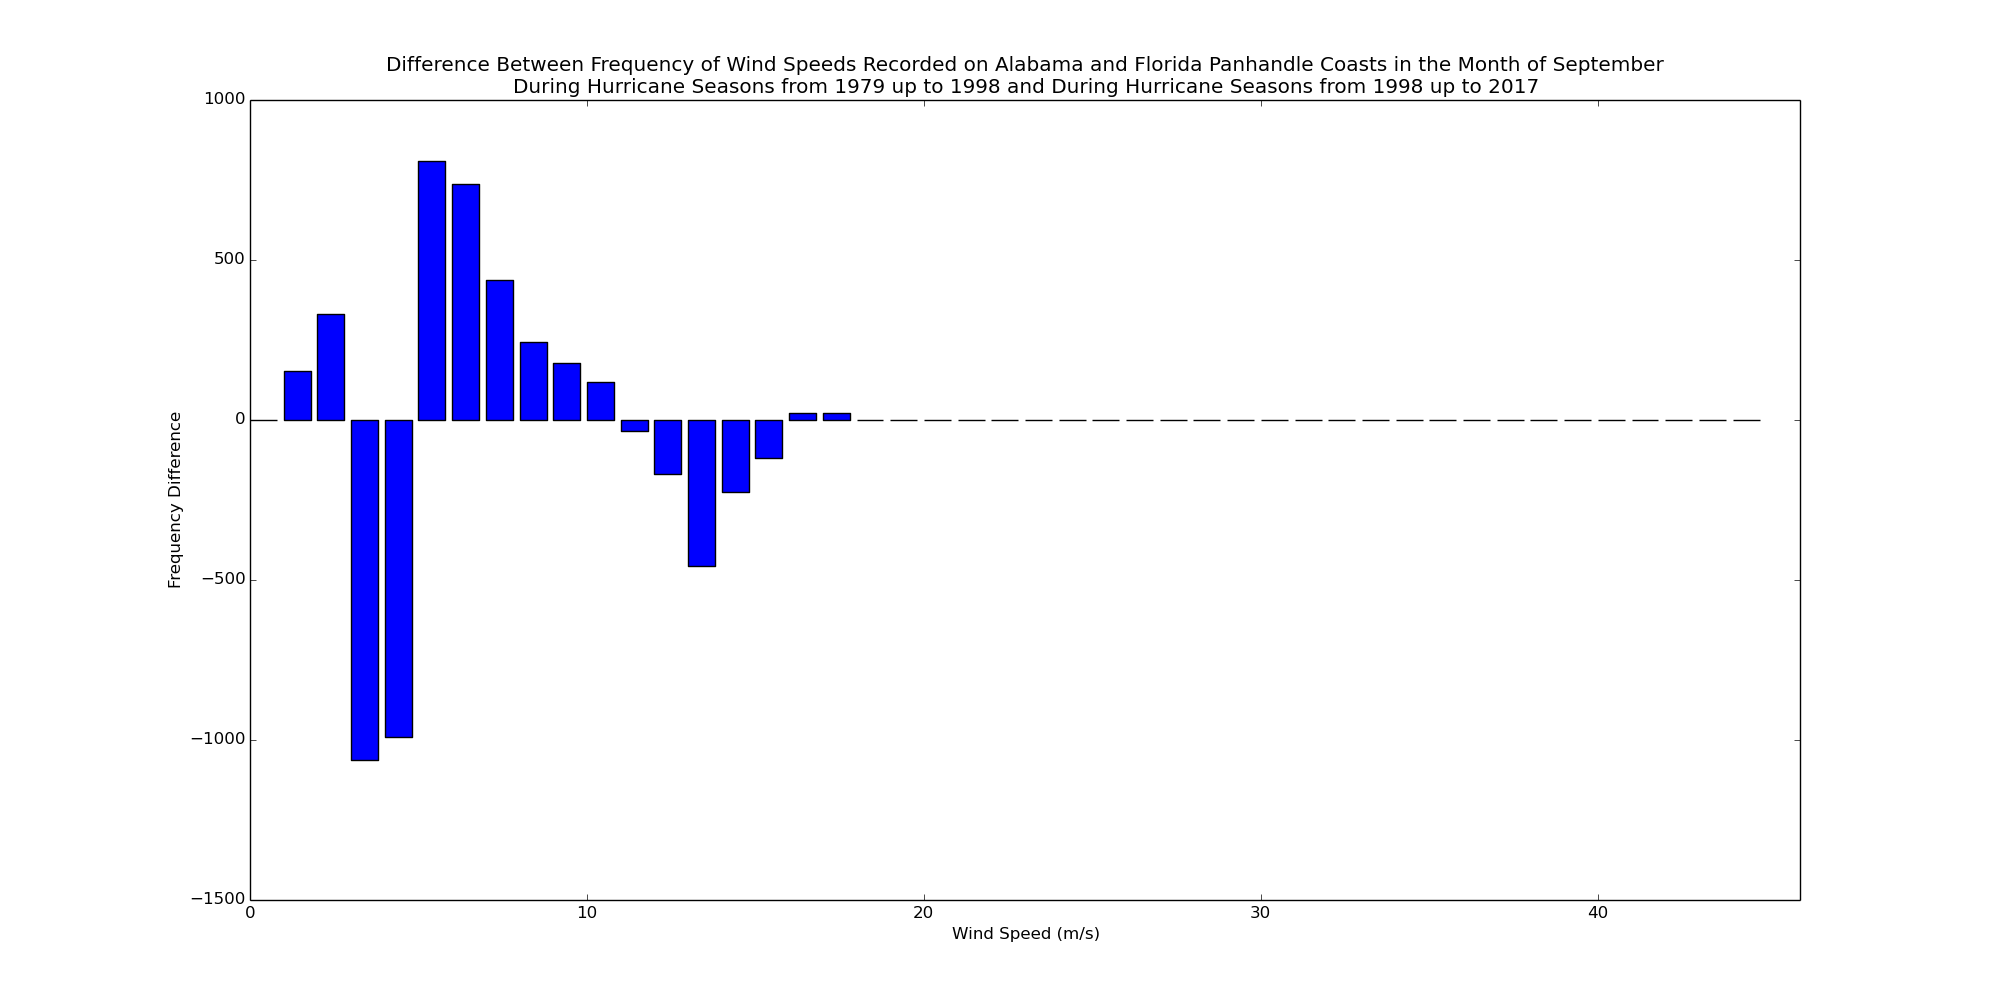 Difference Between Frequency of Wind Speeds Recorded on Alabama and Florida Panhandle Coasts in the Month of September
During Hurricane Seasons from 1979 up to 1998 and During Hurricane Seasons from 1998 up to 2017
1000
500
0
−500
−1000
−1500
Frequency Difference
0 10 20 30 40
Wind Speed (m/s)